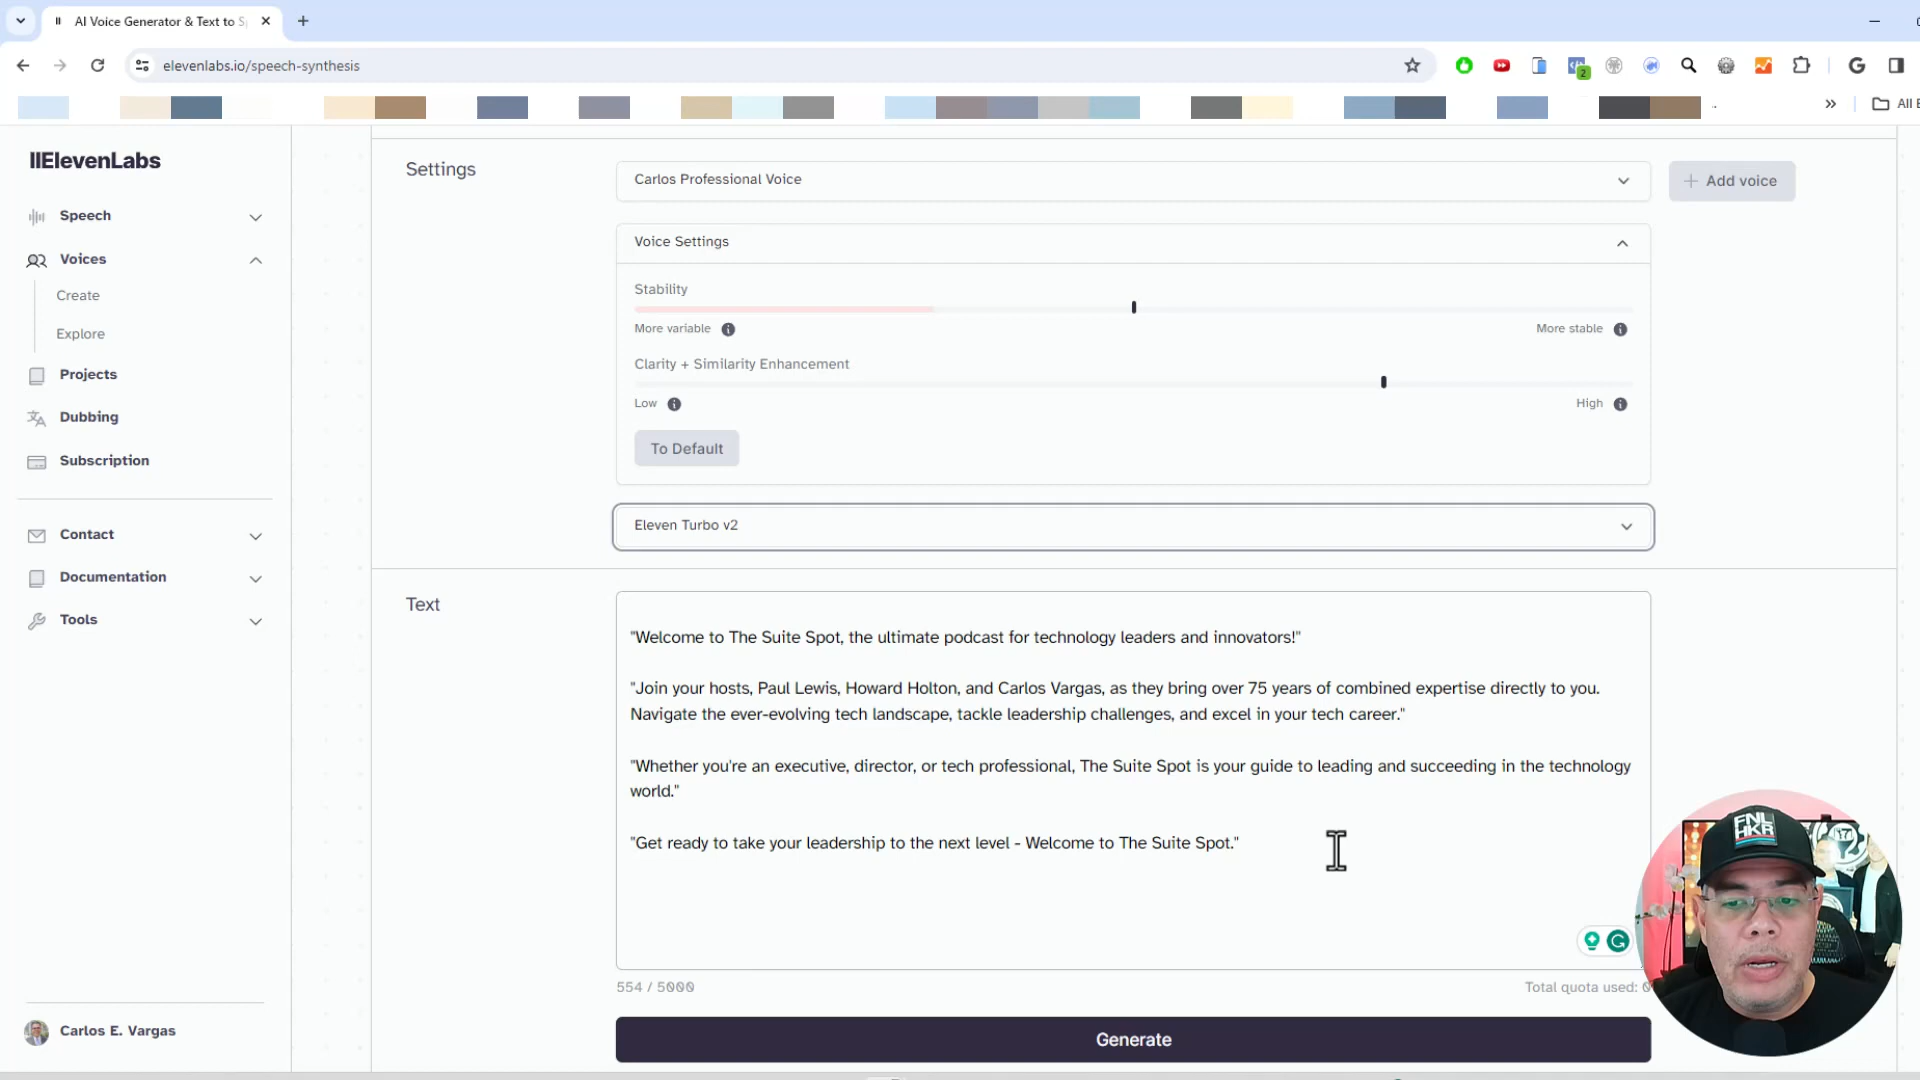 AI Voice Generator & Text to S
elevenlabs.io/speech-synthesis
2
»
All
IIElevenLabs
Speech
Voices
Create
Explore
Projects
Dubbing
Subscription
Contact
Documentation
Tools
Carlos E. Vargas
Settings
Carlos Professional Voice
+ Add voice
Voice Settings
Stability
More variable
More stable
Clarity + Similarity Enhancement
Low
High
To Default
Eleven Turbo v2
Text
"Welcome to The Suite Spot, the ultimate podcast for technology leaders and innovators!"
"Join your hosts, Paul Lewis, Howard Holton, and Carlos Vargas, as they bring over 75 years of combined expertise directly to you.
Navigate the ever-evolving tech landscape, tackle leadership challenges, and excel in your tech career."
"Whether you're an executive, director, or tech professional, The Suite Spot is your guide to leading and succeeding in the technology
world."
"Get ready to take your leadership to the next level - Welcome to The Suite Spot."
554 / 5000
Total quota used:
Generate
FNL
HKR